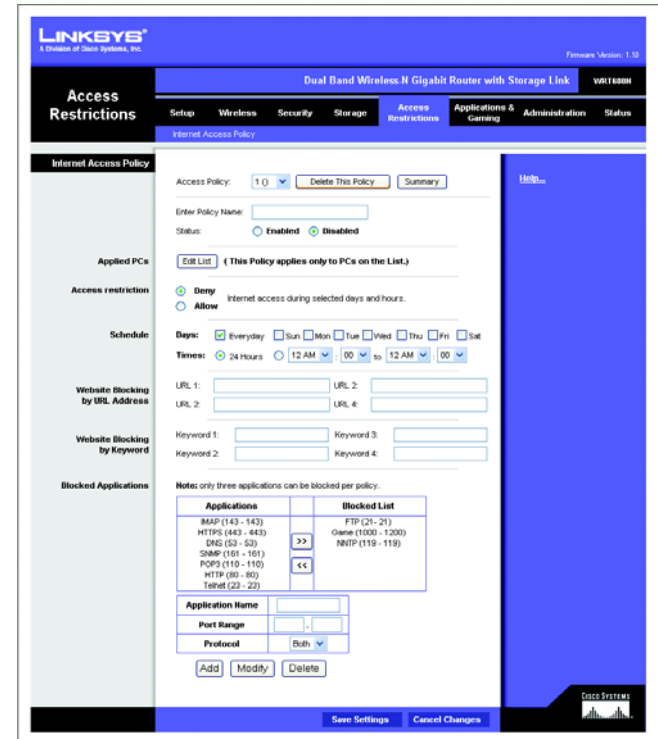 LINKSYS®
A Division of Cisco Systems, Inc.
Firmware Version: 1.10
Dual Band Wireless-N Gigabit Router with Storage Link WRT600N
Access Restrictions
Setup Wireless Security Storage Access Restrictions Applications & Gaming Administration Status
Internet Access Policy
Internet Access Policy
Access Policy: 1 () Delete This Policy Summary
Help...
Enter Policy Name:
Status: Enabled Disabled
Applied PCs
Edit List ( This Policy applies only to PCs on the List.)
Access restriction
Deny
Allow
Internet access during selected days and hours.
Schedule
Days: Everyday Sun Mon Tue Wed Thu Fri Sat
Times: 24 Hours 12 AM : 00 to 12 AM : 00
Website Blocking by URL Address
URL 1: URL 2:
URL 2: URL 4:
Website Blocking by Keyword
Keyword 1: Keyword 3:
Keyword 2: Keyword 4:
Blocked Applications
Note: only three applications can be blocked per policy.
Applications Blocked List
IMAP (143 - 143)
HTTPS (443 - 443)
DNS (53 - 53)
SNMP (161 - 161)
POP3 (110 - 110)
HTTP (80 - 80)
Telnet (23 - 23)
>>
<<
FTP (21 - 21)
Game (1000 - 1200)
NNTP (119 - 119)
Application Name
Port Range -
Protocol Both
Add Modify Delete
Save Settings Cancel Changes
CISCO SYSTEMS